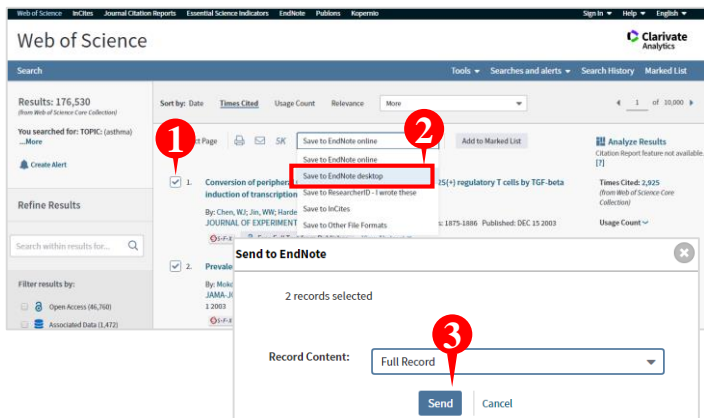 Web of Science InCites Journal Citation Reports Essential Science Indicators EndNote Publons Kopernio Sign In Help English
Web of Science
Clarivate
Analytics
Search Tools Searches and alerts Search History Marked List
Results: 176,530
(from Web of Science Core Collection)
You searched for: TOPIC: (asthma)
...More
Create Alert
Refine Results
Search within results for...
Filter results by:
Open Access (46,760)
Associated Data (1,472)
Sort by: Date Times Cited Usage Count Relevance More
1 of 10,000
1
2
Page 5K Save to EndNote online Add to Marked List
Save to EndNote online
Save to EndNote desktop
Save to ResearcherID - I wrote these
Save to InCites
Save to Other File Formats
1. Conversion of 25(+) regulatory T cells by TGF-beta
induction of transcription
By: Chen, WJ; Jin, WW;
JOURNAL OF 1875-1886 Published: DEC 15 2003
S-F-X
2.
By:
1 2003
Analyze Results
Citation Report feature not available.
[?]
Times Cited: 2,925
(from Web of Science Core
Collection)
Usage Count
Send to EndNote
2 records selected
3
Record Content: Full Record
Send Cancel